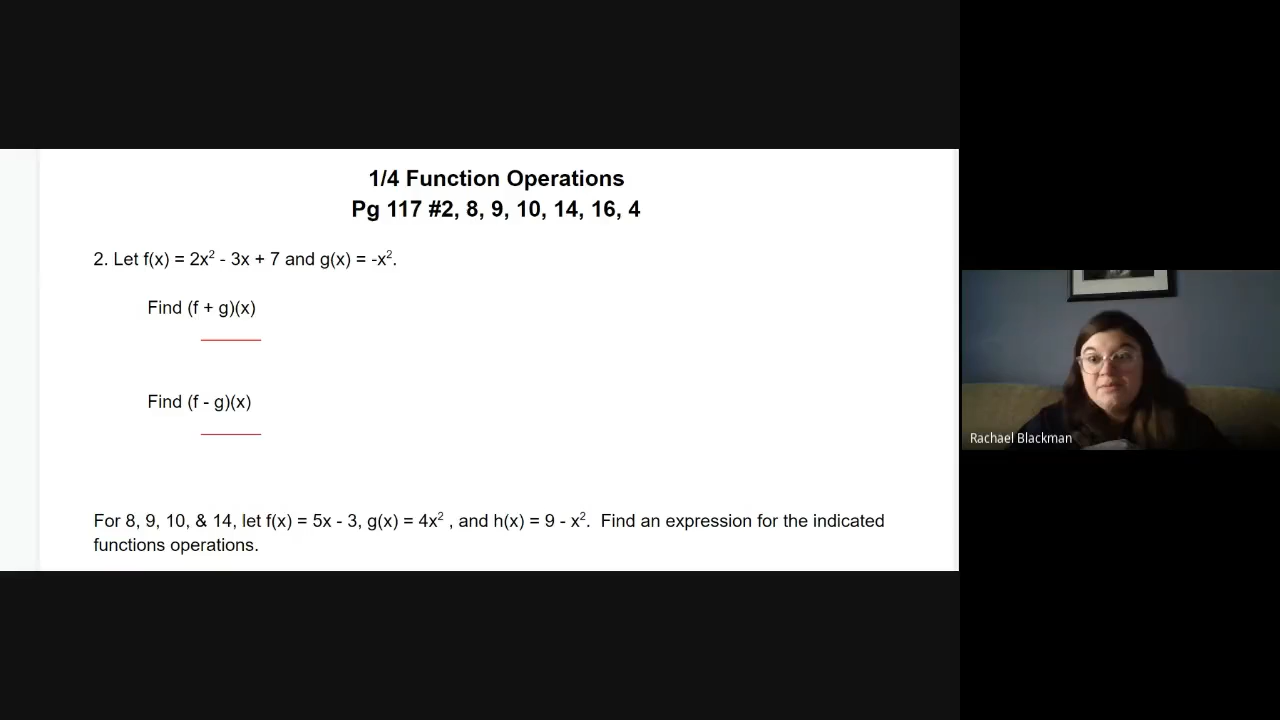 1/4 Function Operations
Pg 117 #2, 8, 9, 10, 14, 16, 4
2. Let f(x) = 2x² - 3x + 7 and g(x) = -x².
Find (f + g)(x)
Find (f - g)(x)
For 8, 9, 10, & 14, let f(x) = 5x - 3, g(x) = 4x² , and h(x) = 9 - x². Find an expression for the indicated
functions operations.
Rachael Blackman